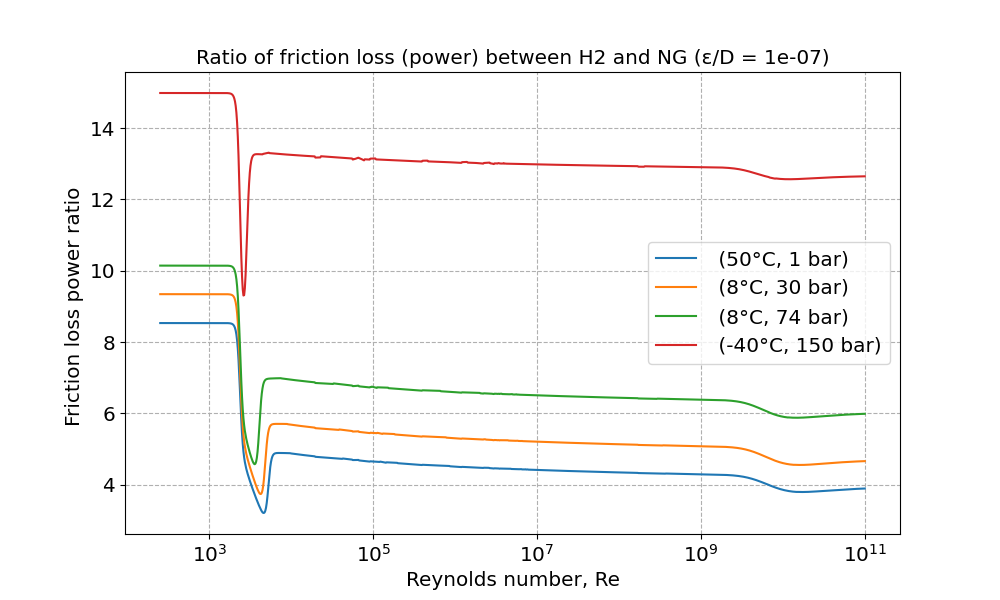 Ratio of friction loss (power) between H2 and NG (ε/D = 1e-07)
Friction loss power ratio
14
12
10
8
6
4
(50°C, 1 bar)
(8°C, 30 bar)
(8°C, 74 bar)
(-40°C, 150 bar)
10³ 10⁵ 10⁷ 10⁹ 10¹¹
Reynolds number, Re